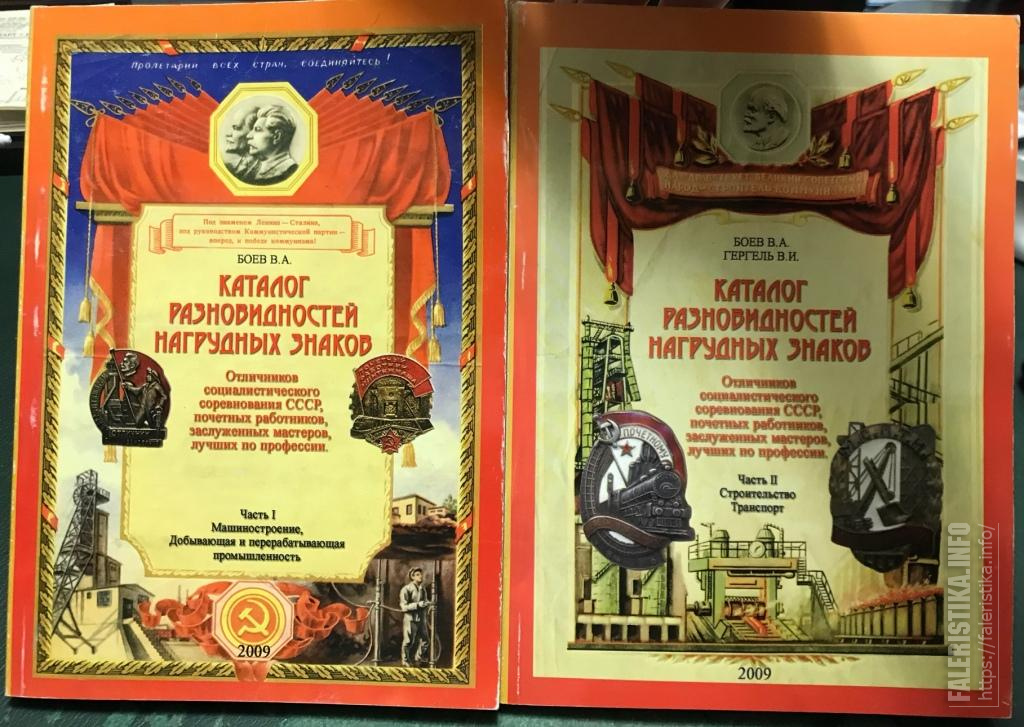 Пролетарии всех стран, соединяйтесь!
Под знаменем Ленина—Сталина,
под руководством Коммунистической партии—
вперед, к победе коммунизма!
БОЕВ В.А.
КАТАЛОГ
РАЗНОВИДНОСТЕЙ
НАГРУДНЫХ ЗНАКОВ
Отличников
социалистического
соревнования СССР,
почетных работников,
заслуженных мастеров,
лучших по профессии.
Часть I
Машиностроение,
Добывающая и перерабатывающая
промышленность
2009
НАРОД-СТРОИТЕЛЬ КОММУНИЗМА
БОЕВ В.А.
ГЕРГЕЛЬ В.И.
КАТАЛОГ
РАЗНОВИДНОСТЕЙ
НАГРУДНЫХ ЗНАКОВ
Отличников
социалистического
соревнования СССР,
почетных работников,
заслуженных мастеров,
лучших по профессии.
ПОЧЕТНОМУ
Часть II
Строительство
Транспорт
2009
FALERISTIKA.INFO
https://faleristika.info/